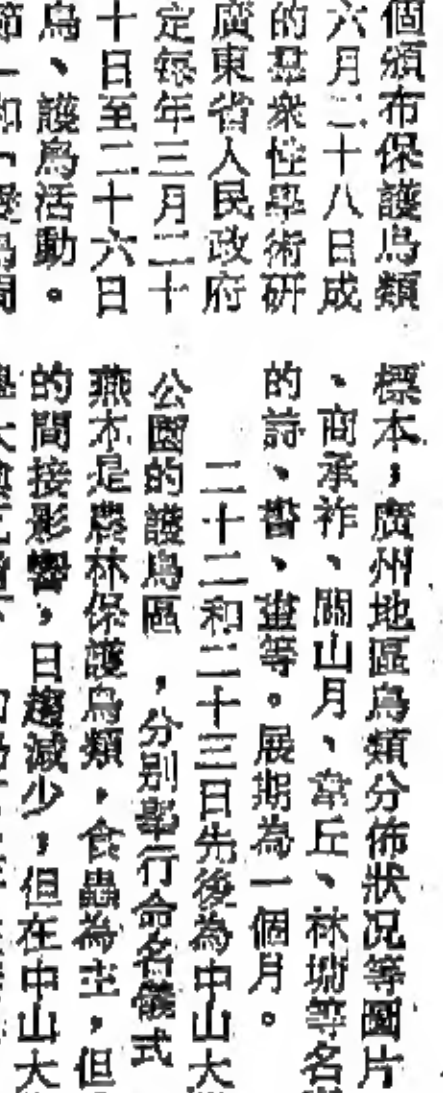 個頒布保護鳥類
六月二十八日成
的羣衆性學術研
廣東省人民政府
定每年三月二十
十日至二十六日
鳥、護鳥活動。
標本，廣州地區鳥類分佈狀況等圖片
、商承祚、關山月、韋丘、林墉等名
的詩、書、畫等。展期為一個月。
二十二和二十三日先後為中山大
公園的護鳥區，分別舉行命名儀式
燕不是農林保護鳥類，食蟲為主，但
的間接影響，日趨減少，但在中山大